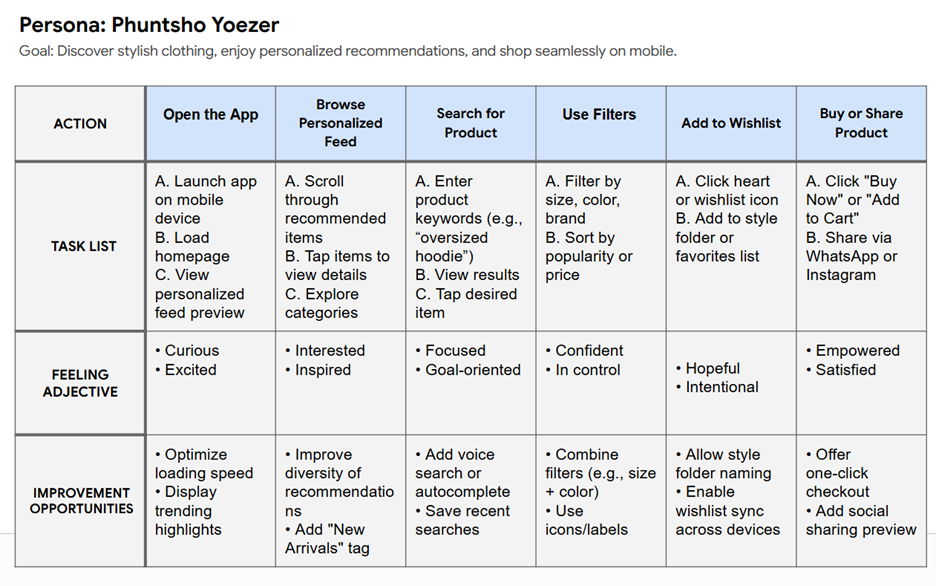 Persona: Phuntsho Yoezer
Goal: Discover stylish clothing, enjoy personalized recommendations, and shop seamlessly on mobile.
ACTION
Open the App
Browse
Personalized
Feed
Search for
Product
Use Filters
Add to Wishlist
Buy or Share
Product
TASK LIST
A. Launch app
on mobile
device
B. Load
homepage
C. View
personalized
feed preview
A. Scroll
through
recommended
items
B. Tap items to
view details
C. Explore
categories
A. Enter
product
keywords (e.g.,
“oversized
hoodie”)
B. View results
C. Tap desired
item
A. Filter by
size, color,
brand
B. Sort by
popularity or
price
A. Click heart
or wishlist icon
B. Add to style
folder or
favorites list
A. Click "Buy
Now" or "Add
to Cart"
B. Share via
WhatsApp or
Instagram
FEELING
ADJECTIVE
• Curious
• Excited
• Interested
• Inspired
• Focused
• Goal-oriented
• Confident
• In control
• Hopeful
• Intentional
• Empowered
• Satisfied
IMPROVEMENT
OPPORTUNITIES
• Optimize
loading speed
• Display
trending
highlights
• Improve
diversity of
recommendatio
ns
• Add "New
Arrivals" tag
• Add voice
search or
autocomplete
• Save recent
searches
• Combine
filters (e.g., size
+ color)
• Use
icons/labels
• Allow style
folder naming
• Enable
wishlist sync
across devices
• Offer
one-click
checkout
• Add social
sharing preview